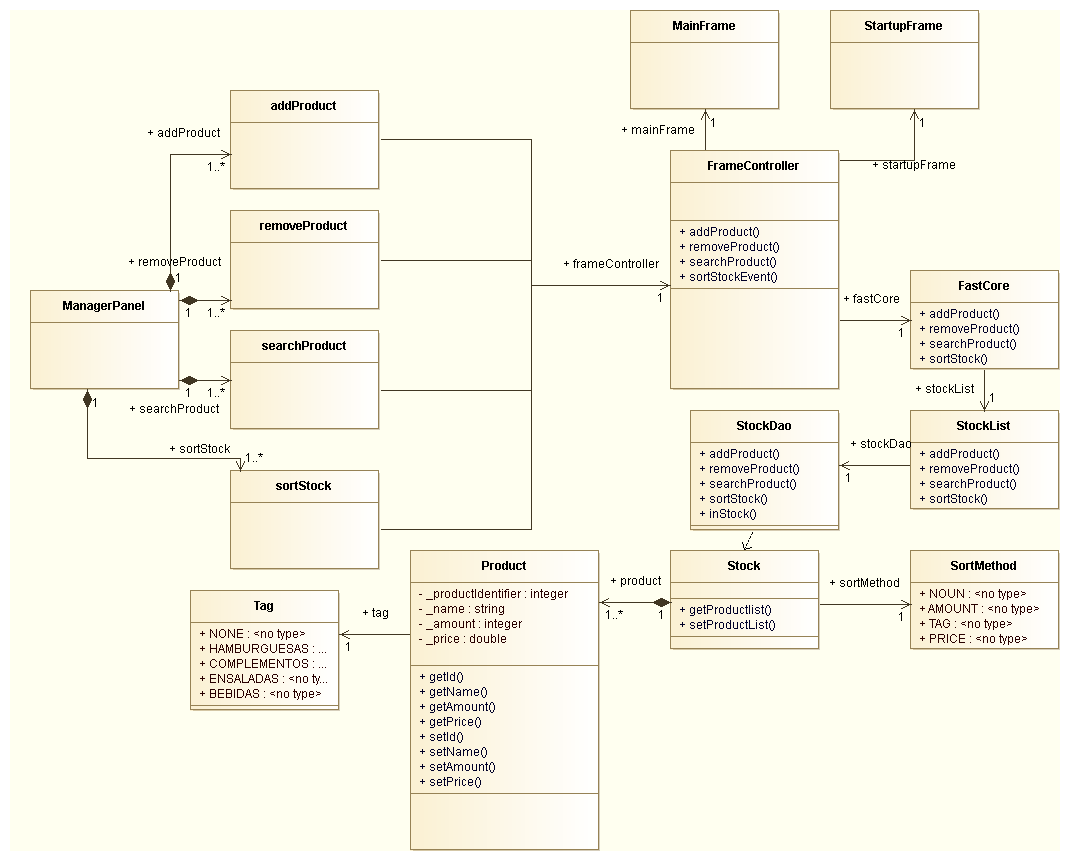 MainFrame
StartupFrame
addProduct
+ addProduct
1..*
+ mainFrame
1
1
+ startupFrame
FrameController
+ addProduct()
+ removeProduct()
+ searchProduct()
+ sortStockEvent()
removeProduct
+ removeProduct
1
1
1..*
+ frameController
1
ManagerPanel
FastCore
+ addProduct()
+ removeProduct()
+ searchProduct()
+ sortStock()
+ fastCore
1
searchProduct
1
1..*
+ searchProduct
1
+ stockList
1
StockDao
+ addProduct()
+ removeProduct()
+ searchProduct()
+ sortStock()
+ inStock()
+ stockDao
1
StockList
+ addProduct()
+ removeProduct()
+ searchProduct()
+ sortStock()
+ sortStock
1..*
sortStock
Product
- _productIdentifier : integer
- _name : string
- _amount : integer
- _price : double
+ getId()
+ getName()
+ getAmount()
+ getPrice()
+ setId()
+ setName()
+ setAmount()
+ setPrice()
+ product
1..*
1
Stock
+ getProductlist()
+ setProductList()
+ sortMethod
1
SortMethod
+ NOUN : <no type>
+ AMOUNT : <no type>
+ TAG : <no type>
+ PRICE : <no type>
Tag
+ NONE : <no type>
+ HAMBURGUESAS : ...
+ COMPLEMENTOS : ...
+ ENSALADAS : <no ty...
+ BEBIDAS : <no type>
+ tag
1